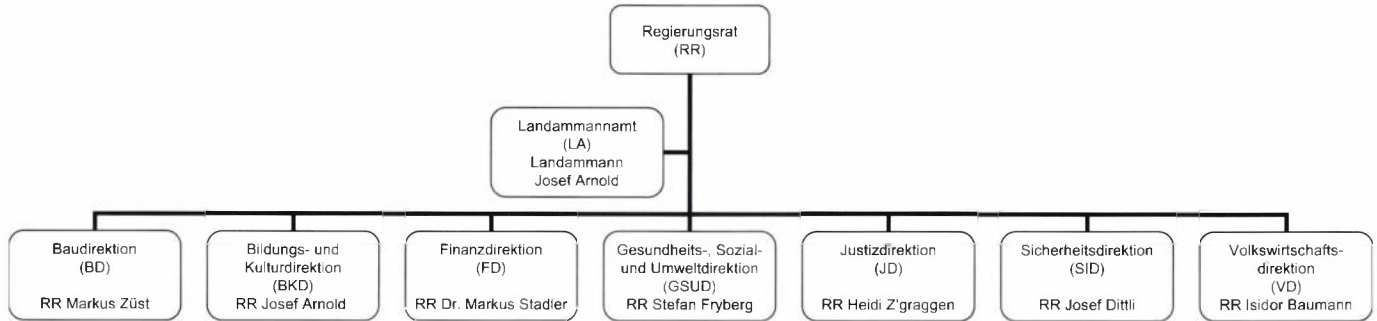 Regierungsrat
(RR)
Landammannamt
(LA)
Landammann
Josef Arnold
Baudirektion
(BD)
RR Markus Züst
Bildungs- und
Kulturdirektion
(BKD)
RR Josef Arnold
Finanzdirektion
(FD)
RR Dr. Markus Stadler
Gesundheits-, Sozial-
und Umweltdirektion
(GSUD)
RR Stefan Fryberg
Justizdirektion
(JD)
RR Heidi Z'graggen
Sicherheitsdirektion
(SID)
RR Josef Dittli
Volkswirtschafts-
direktion
(VD)
RR Isidor Baumann